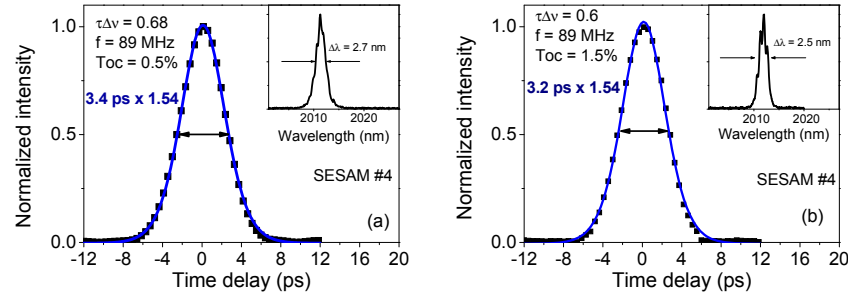 τΔν = 0.68
f = 89 MHz
Toc = 0.5%
3.4 ps x 1.54
Δλ = 2.7 nm
2010 2020
Wavelength (nm)
SESAM #4
(a)
1.0
0.5
0.0
-12 -8 -4 0 4 8 12 16 20
Time delay (ps)
Normalized intensity
τΔν = 0.6
f = 89 MHz
Toc = 1.5%
3.2 ps x 1.54
Δλ = 2.5 nm
2010 2020
Wavelength (nm)
SESAM #4
(b)
1.0
0.5
0.0
-12 -8 -4 0 4 8 12 16 20
Time delay (ps)
Normalized intensity